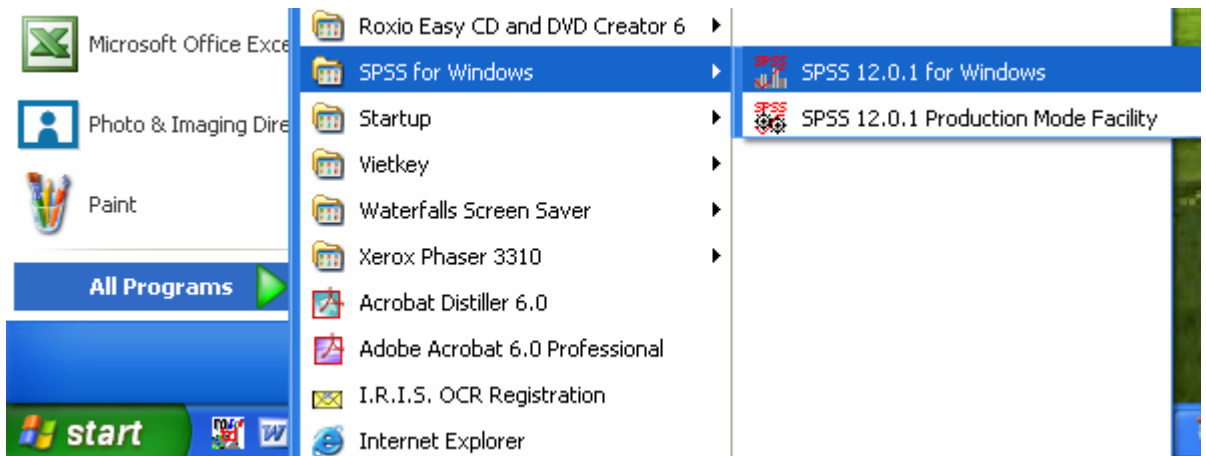 Microsoft Office Exce
Photo & Imaging Dire
Paint
All Programs
start
Roxio Easy CD and DVD Creator 6
SPSS for Windows
Startup
Vietkey
Waterfalls Screen Saver
Xerox Phaser 3310
Acrobat Distiller 6.0
Adobe Acrobat 6.0 Professional
I.R.I.S. OCR Registration
Internet Explorer
SPSS 12.0.1 for Windows
SPSS 12.0.1 Production Mode Facility